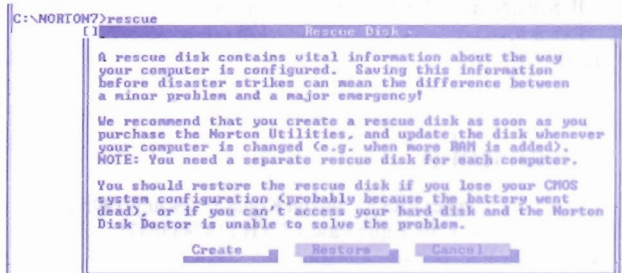 C:\NORTON7>rescue
[ ] Rescue Disk
A rescue disk contains vital information about the way
your computer is configured.  Saving this information
before disaster strikes can mean the difference between
a minor problem and a major emergency!
We recommend that you create a rescue disk as soon as you
purchase the Norton Utilities, and update the disk whenever
your computer is changed (e.g. when more RAM is added).
NOTE: You need a separate rescue disk for each computer.
You should restore the rescue disk if you lose your CMOS
system configuration (probably because the battery went
dead), or if you can't access your hard disk and the Norton
Disk Doctor is unable to solve the problem.
Create Restore Cancel